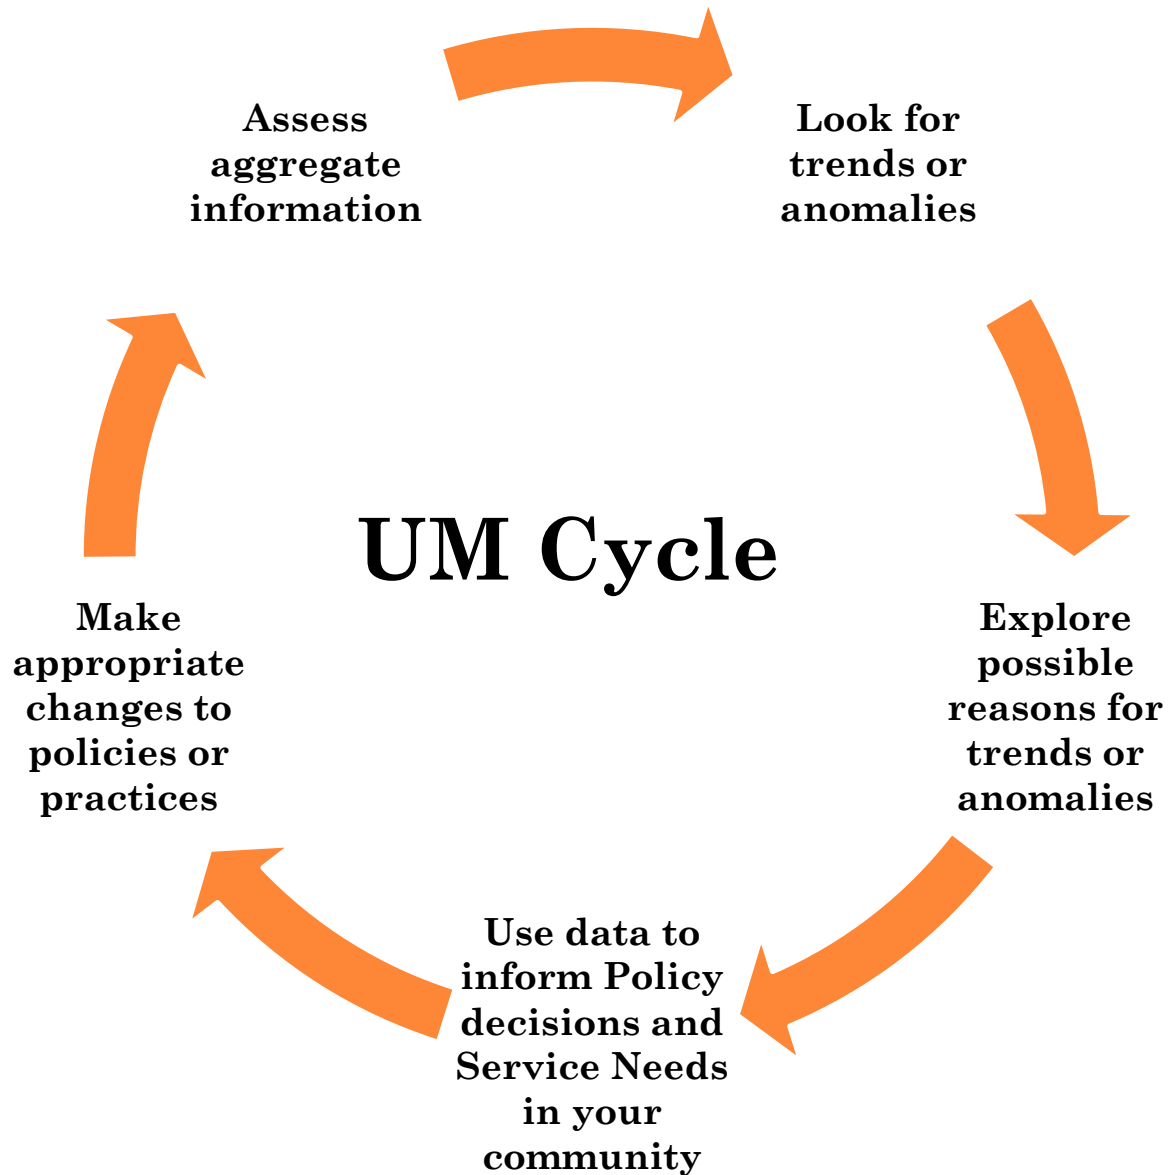 Assess
aggregate
information
Look for
trends or
anomalies
UM Cycle
Explore
possible
reasons for
trends or
anomalies
Use data to
inform Policy
decisions and
Service Needs
in your
community
Make
appropriate
changes to
policies or
practices